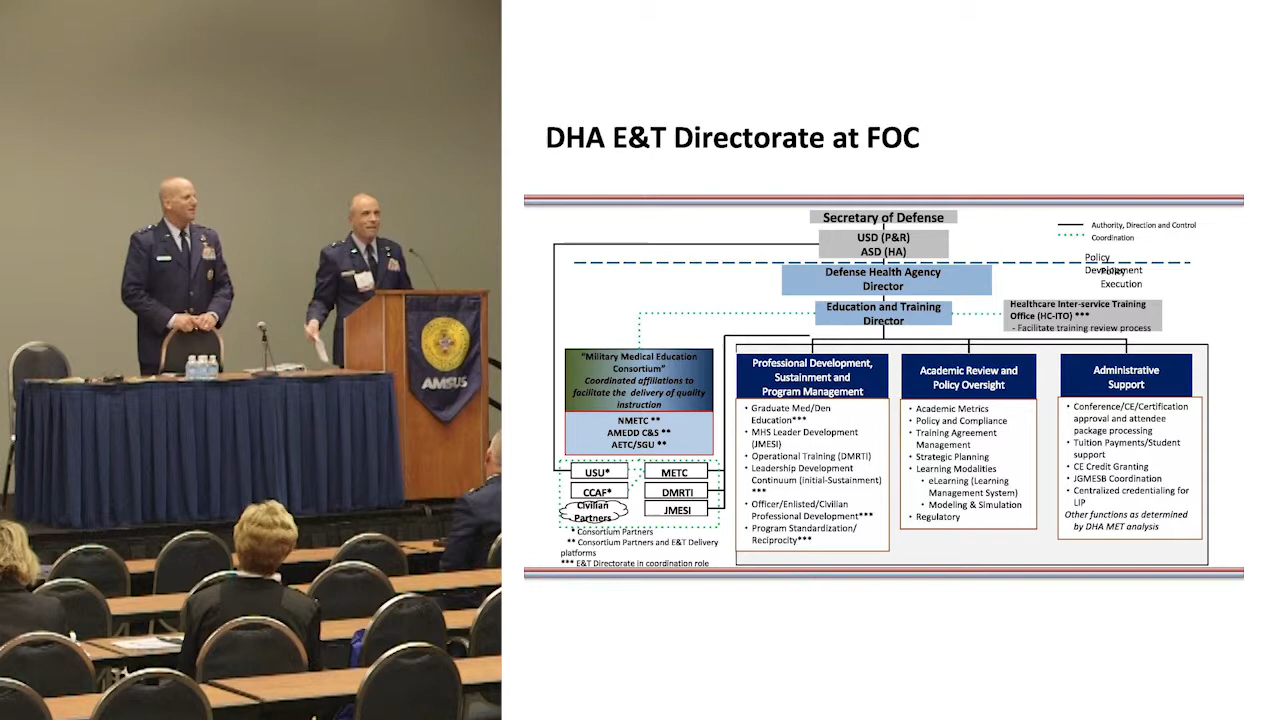 AMSUS
DHA E&T Directorate at FOC
Secretary of Defense
USD (P&R)
ASD (HA)
Authority, Direction and Control
Coordination
Policy
Development
Policy
Execution
Defense Health Agency
Director
Education and Training
Director
Healthcare Inter-service Training
Office (HC-ITO) ***
- Facilitate training review process
"Military Medical Education
Consortium"
Coordinated affiliations to
facilitate the delivery of quality
instruction
NMETC **
AMEDD C&S **
AETC/SGU **
USU*
METC
CCAF*
DMRTI
Civilian
Partners
JMESI
* Consortium Partners
** Consortium Partners and E&T Delivery
platforms
*** E&T Directorate in coordination role
Professional Development,
Sustainment and
Program Management
• Graduate Med/Den
Education***
• MHS Leader Development
(JMESI)
• Operational Training (DMRTI)
• Leadership Development
Continuum (initial-Sustainment)
***
• Officer/Enlisted/Civilian
Professional Development***
• Program Standardization/
Reciprocity***
Academic Review and
Policy Oversight
• Academic Metrics
• Policy and Compliance
• Training Agreement
Management
• Strategic Planning
• Learning Modalities
• eLearning (Learning
Management System)
• Modeling & Simulation
• Regulatory
Administrative
Support
• Conference/CE/Certification
approval and attendee
package processing
• Tuition Payments/Student
support
• CE Credit Granting
• JGMESB Coordination
• Centralized credentialing for
LIP
Other functions as determined
by DHA MET analysis